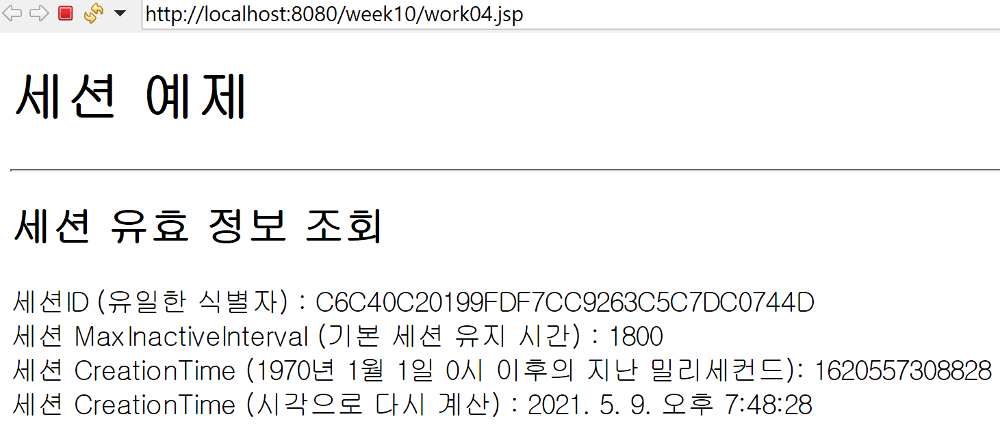 http://localhost:8080/week10/work04.jsp
세션 예제
세션 유효 정보 조회
세션ID (유일한 식별자) : C6C40C20199FDF7CC9263C5C7DC0744D
세션 MaxInactiveInterval (기본 세션 유지 시간) : 1800
세션 CreationTime (1970년 1월 1일 0시 이후의 지난 밀리세컨드): 1620557308828
세션 CreationTime (시각으로 다시 계산) : 2021. 5. 9. 오후 7:48:28